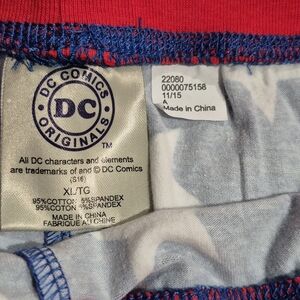 DC COMICS
DC
ORIGINALS
All DC characters and elements
are trademarks of and © DC Comics
(S16)
XL/TG
95%COTTON 5%SPANDEX
95%COTON 5%SPANDEX
MADE IN CHINA
FABRIQUÉ AU CHINE
22080
0000075158
11/15
A
Made in China